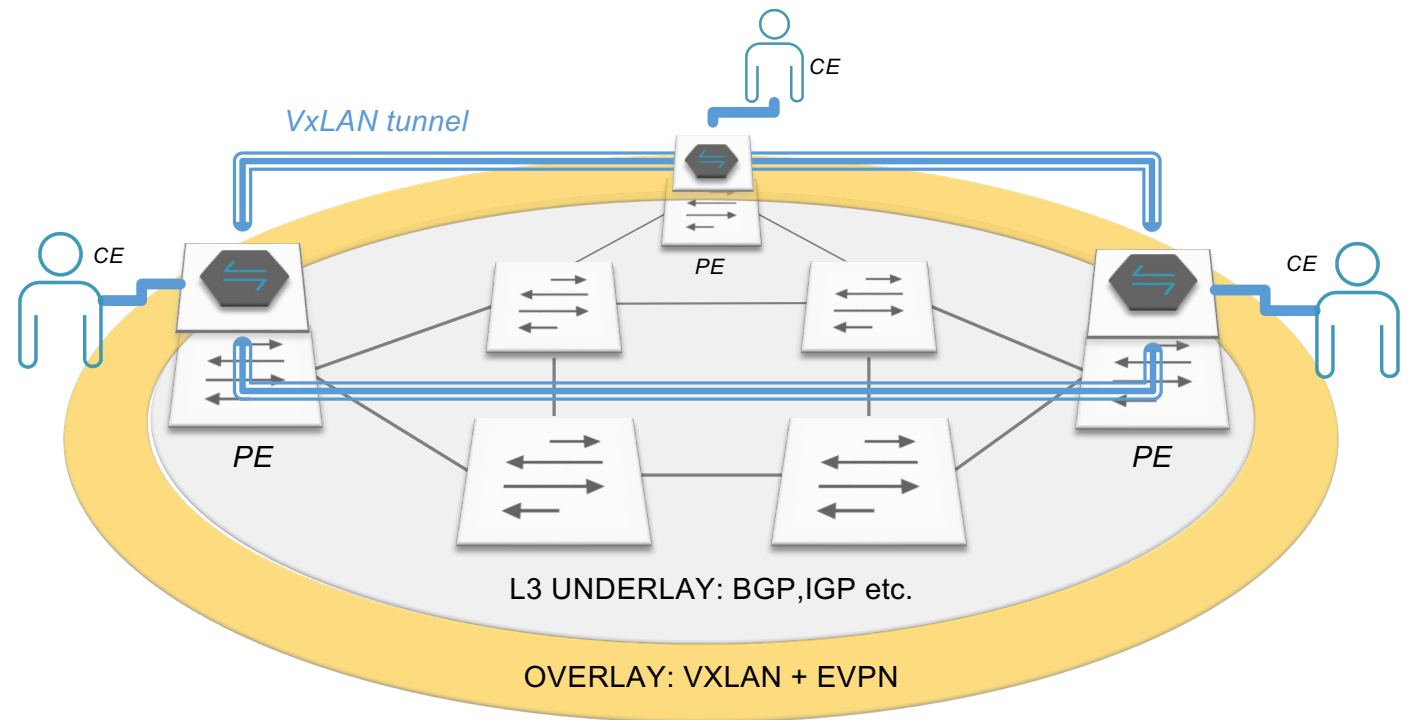 CE
VxLAN tunnel
CE
CE
PE
PE
PE
L3 UNDERLAY: BGP,IGP etc.
OVERLAY: VXLAN + EVPN